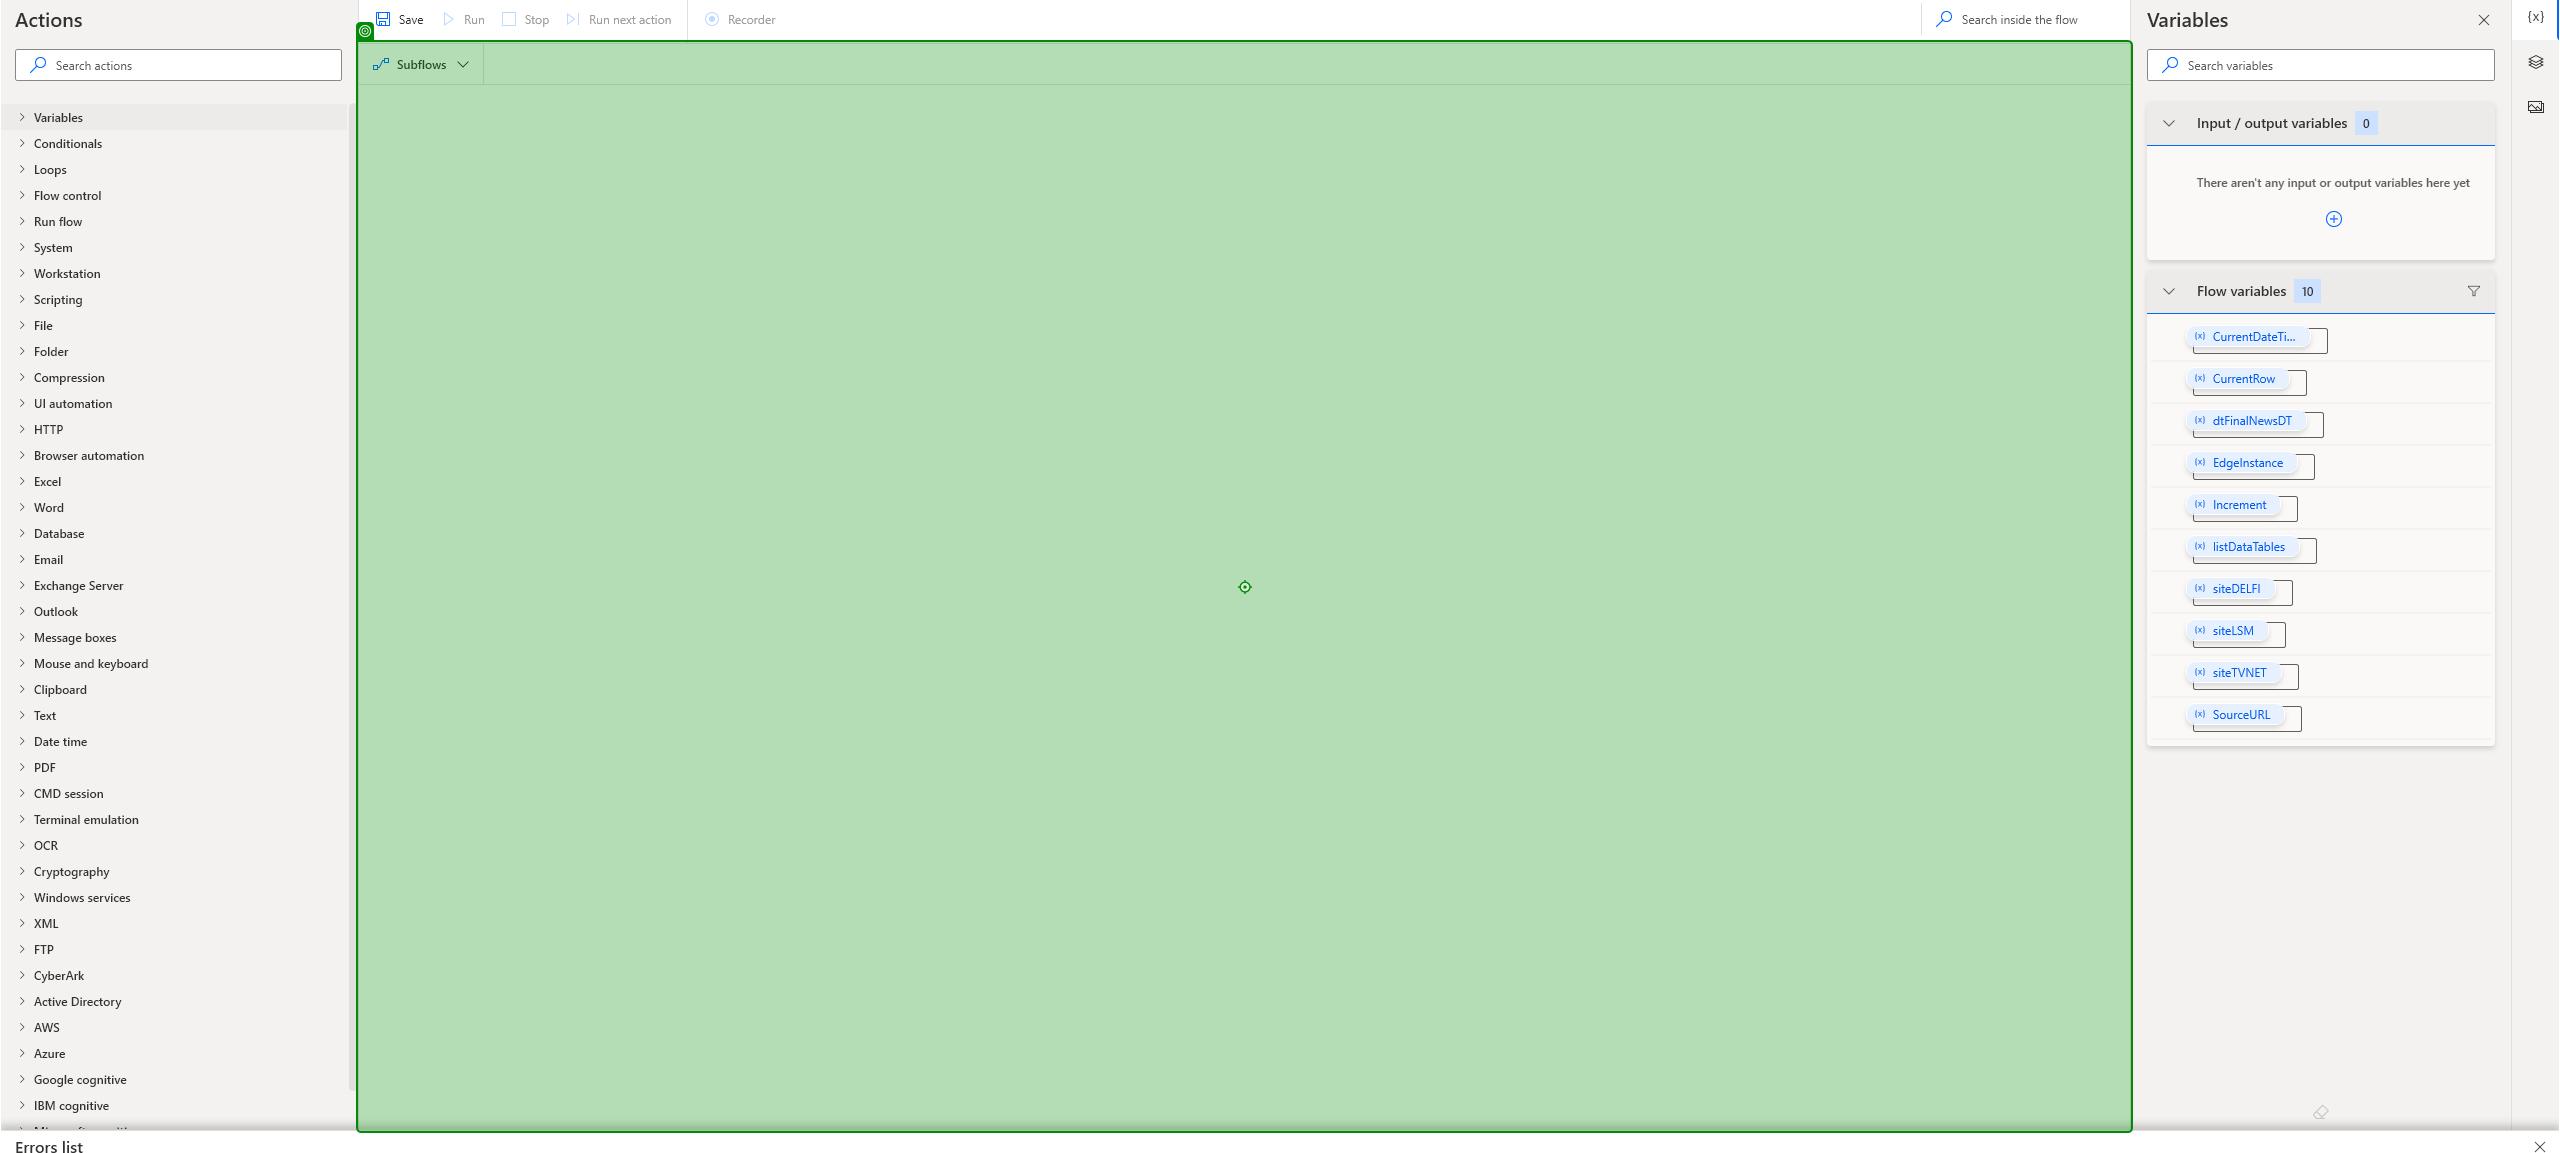 Actions
Search actions
Variables
Conditionals
Loops
Flow control
Run flow
System
Workstation
Scripting
File
Folder
Compression
UI automation
HTTP
Browser automation
Excel
Word
Database
Email
Exchange Server
Outlook
Message boxes
Mouse and keyboard
Clipboard
Text
Date time
PDF
CMD session
Terminal emulation
OCR
Cryptography
Windows services
XML
FTP
CyberArk
Active Directory
AWS
Azure
Google cognitive
IBM cognitive
Save Run Stop Run next action Recorder Search inside the flow
Subflows
Variables {x}
Search variables
Input / output variables 0
There aren't any input or output variables here yet
Flow variables 10
(x) CurrentDateTi...
(x) CurrentRow
(x) dtFinalNewsDT
(x) EdgeInstance
(x) Increment
(x) listDataTables
(x) siteDELFI
(x) siteLSM
(x) siteTVNET
(x) SourceURL
Errors list